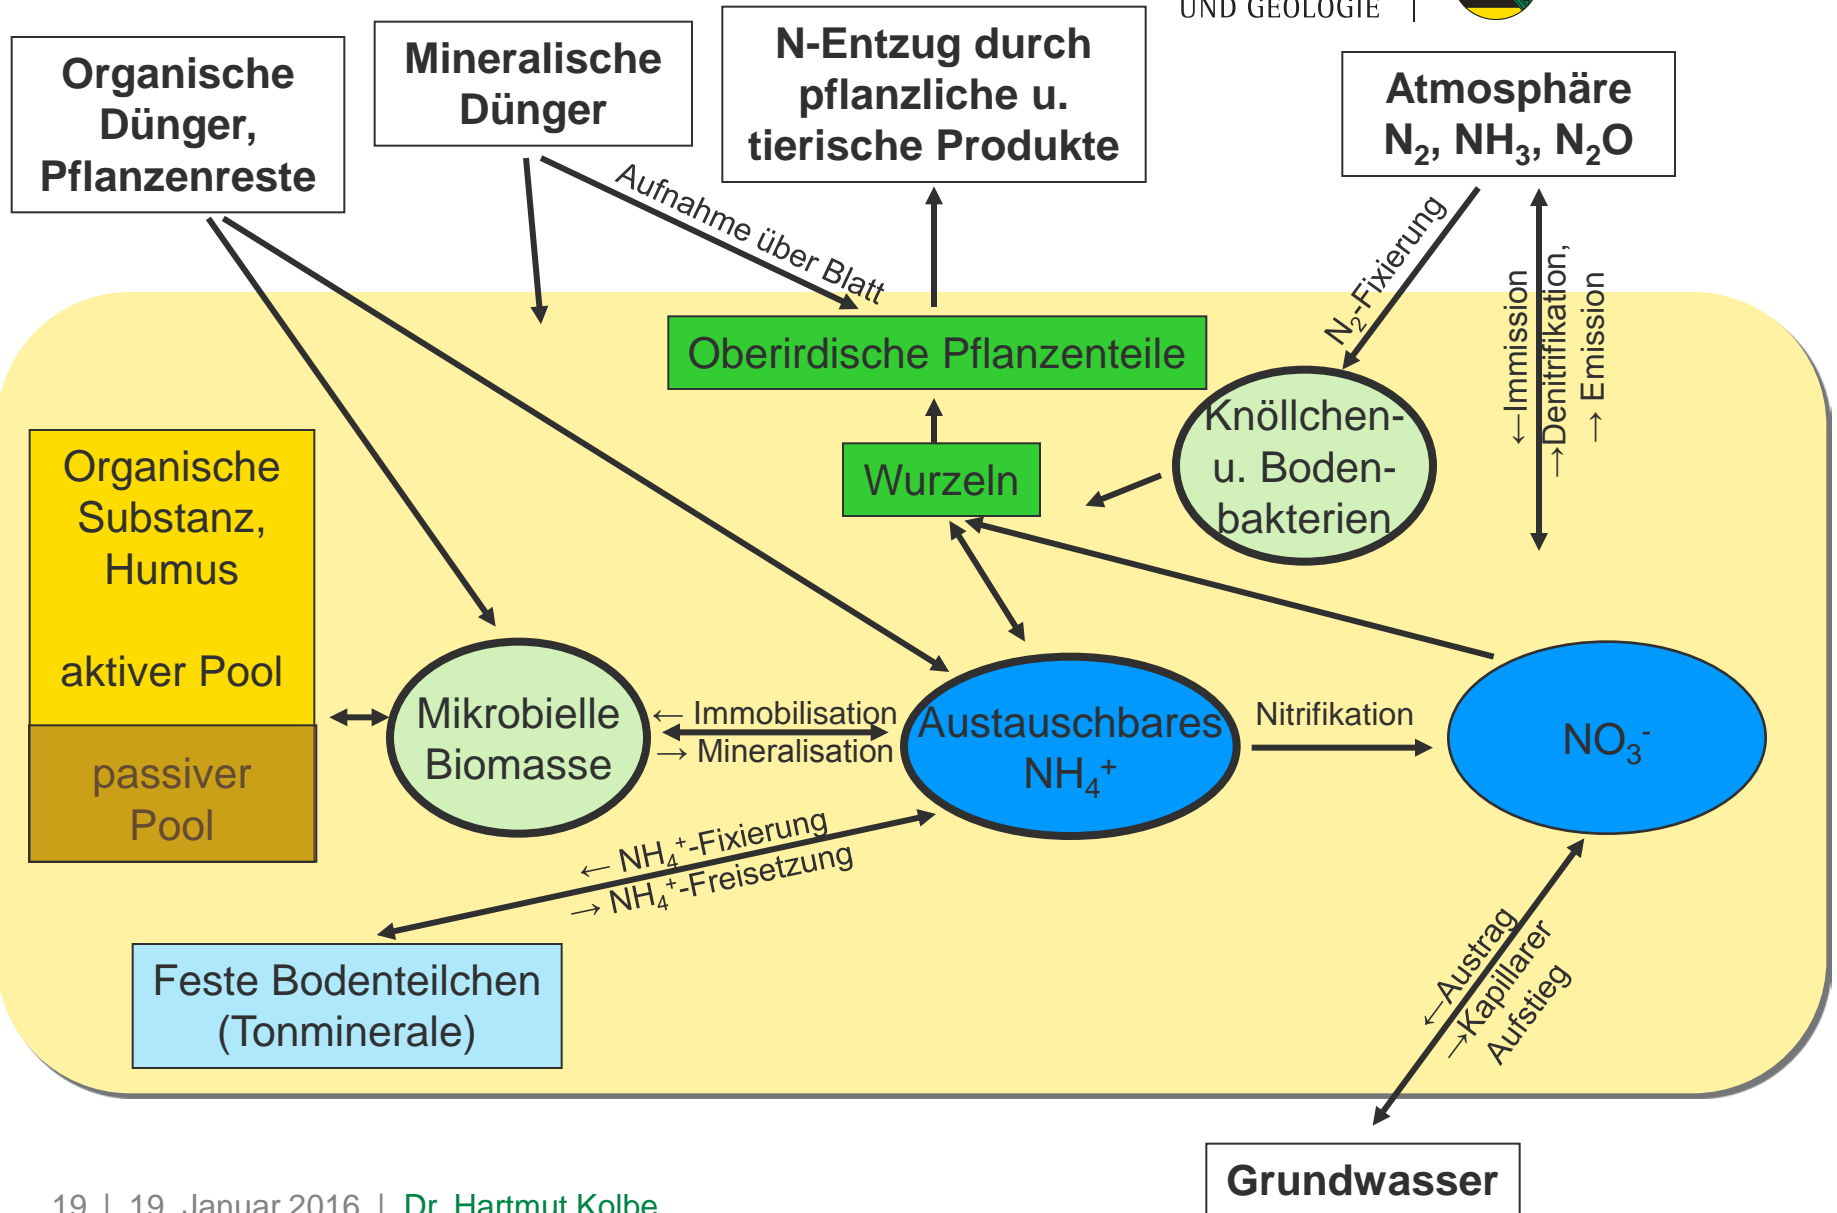 UND GEOLOGIE
Organische
Dünger,
Pflanzenreste
Mineralische
Dünger
N-Entzug durch
pflanzliche u.
tierische Produkte
Atmosphäre
N₂, NH₃, N₂O
Aufnahme über Blatt
N₂-Fixierung
←Immission
→Denitrifikation,
→ Emission
Oberirdische Pflanzenteile
Wurzeln
Knöllchen-
u. Boden-
bakterien
Organische
Substanz,
Humus
aktiver Pool
passiver
Pool
Mikrobielle
Biomasse
← Immobilisation
→ Mineralisation
Austauschbares
NH₄⁺
Nitrifikation
NO₃⁻
← NH₄⁺-Fixierung
→ NH₄⁺-Freisetzung
Feste Bodenteilchen
(Tonminerale)
←Austrag
→Kapillarer
Aufstieg
Grundwasser
19 | 19. Januar 2016 | Dr. Hartmut Kolbe